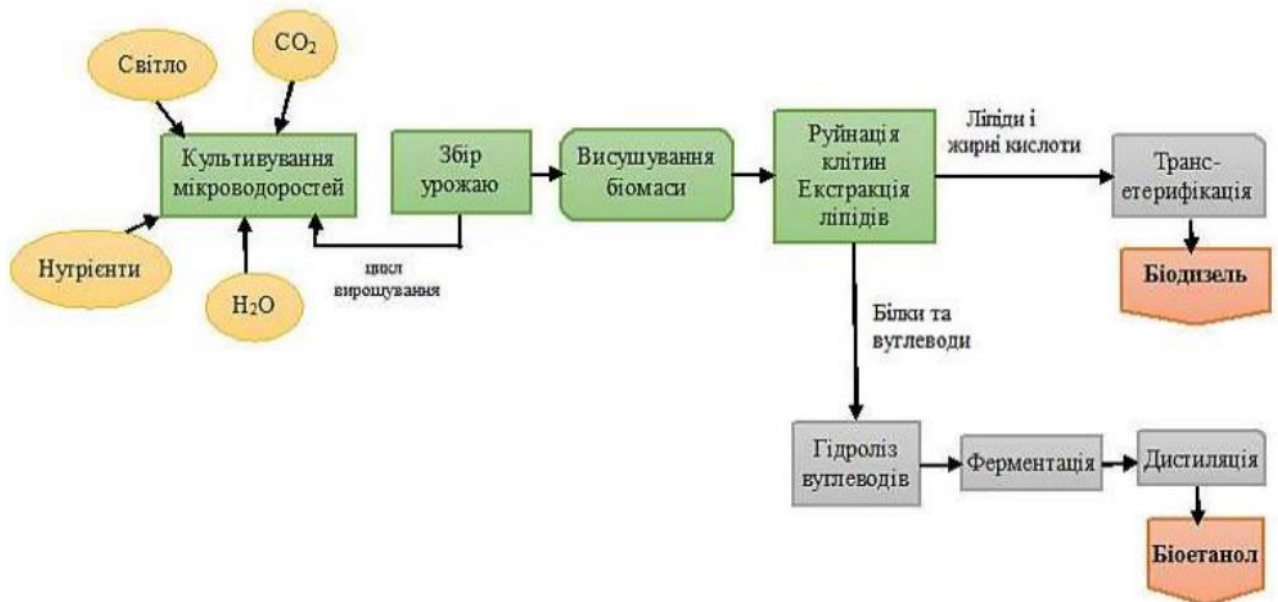 CO₂
Світло
Культивування
мікроводоростей
Нутрієнти
H₂O
цикл
вирощування
Збір
урожаю
Висушування
біомаси
Руйнація
клітин
Екстракція
ліпідів
Ліпіди і
жирні кислоти
Транс-
етерифікація
Біодизель
Білки та
вуглеводи
Гідроліз
вуглеводів
Ферментація
Дистиляція
Біоетанол